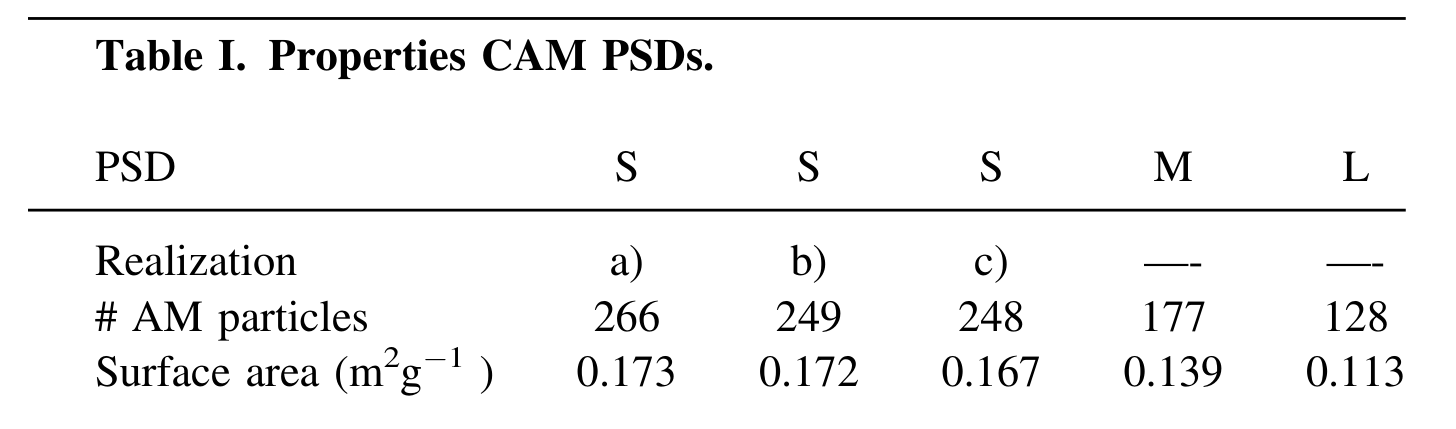 Table I. Properties CAM PSDs.
PSD S S S M L
Realization a) b) c) —- —-
# AM particles 266 249 248 177 128
Surface area (m²g⁻¹ ) 0.173 0.172 0.167 0.139 0.113